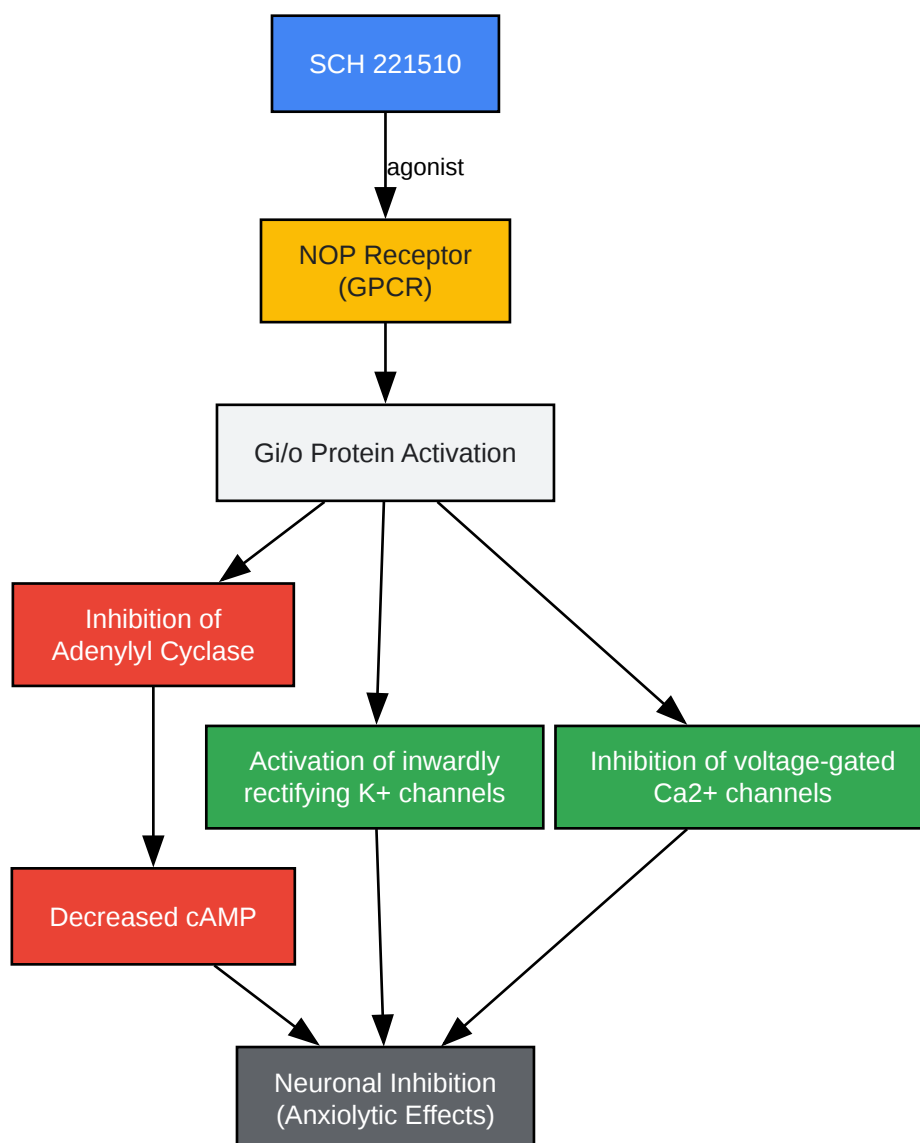 SCH 221510
agonist
NOP Receptor
(GPCR)
Gi/o Protein Activation
Inhibition of
Adenylyl Cyclase
Activation of inwardly
rectifying K+ channels
Inhibition of voltage-gated
Ca2+ channels
Decreased cAMP
Neuronal Inhibition
(Anxiolytic Effects)